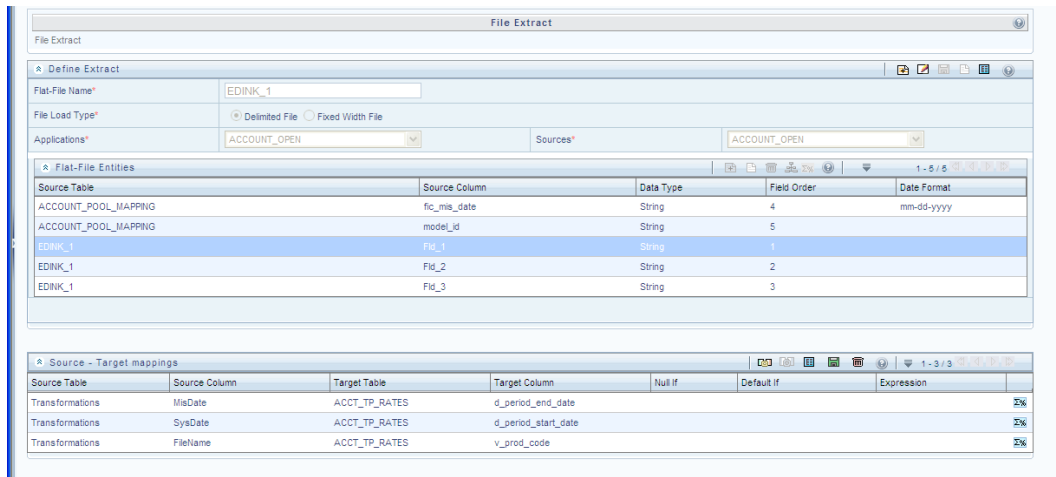 File Extract
File Extract
Define Extract
Flat-File Name* EDINK_1
File Load Type* Delimited File Fixed Width File
Applications* ACCOUNT_OPEN Sources* ACCOUNT_OPEN
Flat-File Entities 1 - 5 / 5
Source Table Source Column Data Type Field Order Date Format
ACCOUNT_POOL_MAPPING fic_mis_date String 4 mm-dd-yyyy
ACCOUNT_POOL_MAPPING model_id String 5
EDINK_1 Fld_1 String 1
EDINK_1 Fld_2 String 2
EDINK_1 Fld_3 String 3
Source - Target mappings 1 - 3 / 3
Source Table Source Column Target Table Target Column Null If Default If Expression
Transformations MisDate ACCT_TP_RATES d_period_end_date Σ%
Transformations SysDate ACCT_TP_RATES d_period_start_date Σ%
Transformations FileName ACCT_TP_RATES v_prod_code Σ%